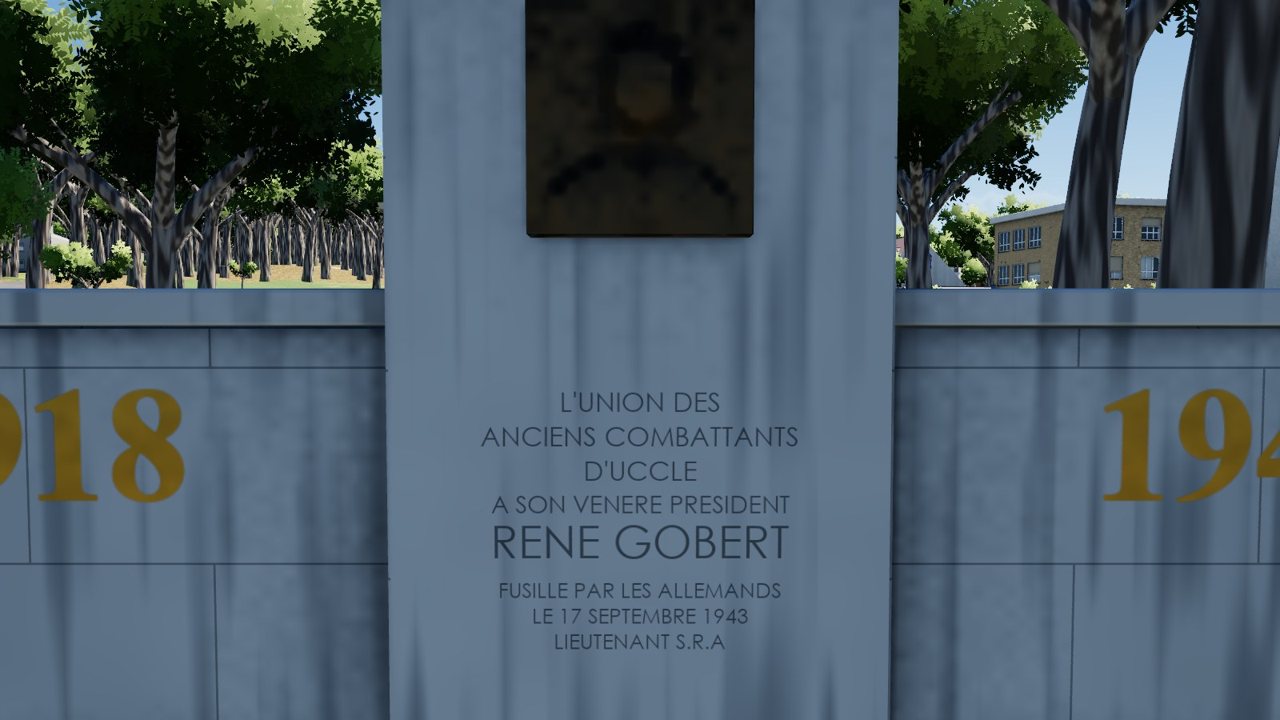 L'UNION DES
ANCIENS COMBATTANTS
D'UCCLE
A SON VENERE PRESIDENT
RENE GOBERT
FUSILLE PAR LES ALLEMANDS
LE 17 SEPTEMBRE 1943
LIEUTENANT S.R.A
918
194